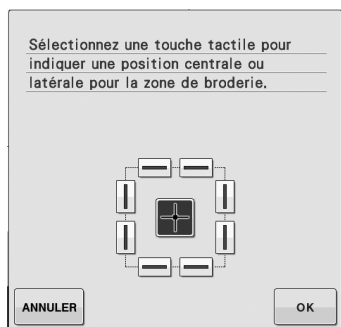 Sélectionnez une touche tactile pour
indiquer une position centrale ou
latérale pour la zone de broderie.
ANNULER
OK